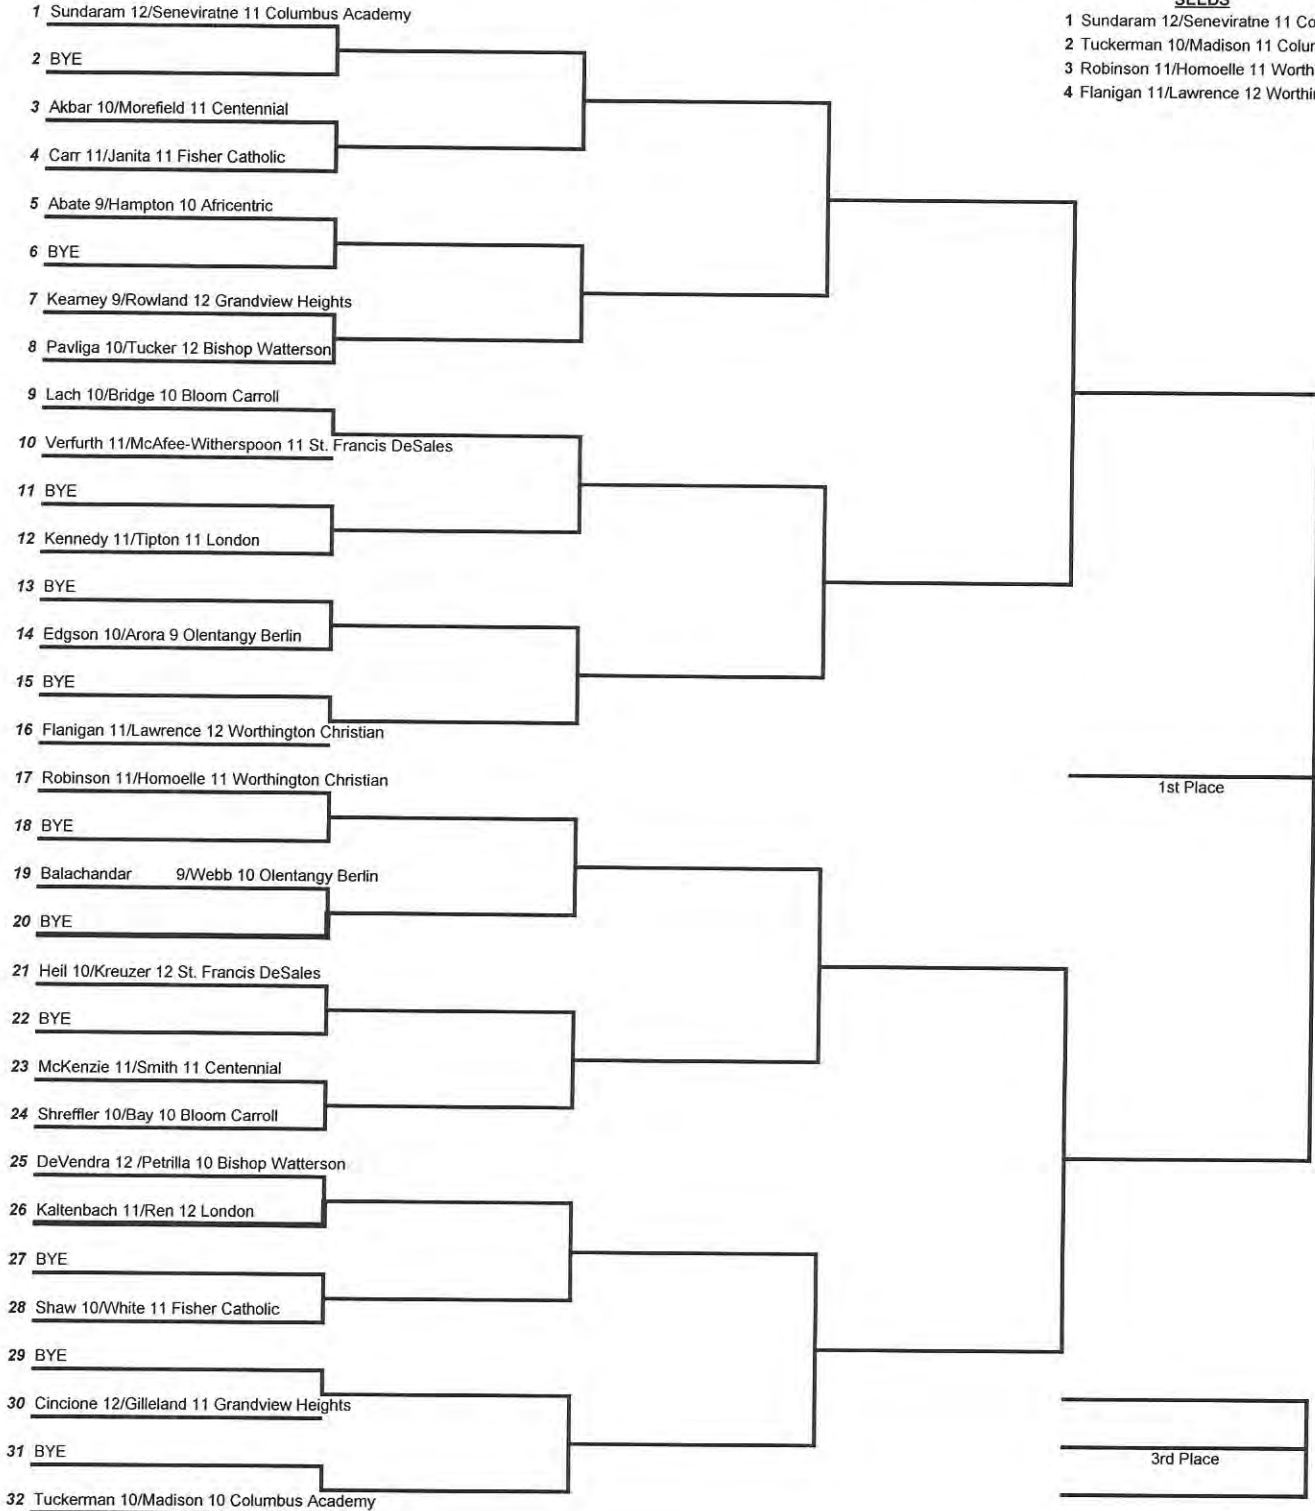 SEEDS
1 Sundaram 12/Seneviratne 11 Co
2 Tuckerman 10/Madison 11 Colur
3 Robinson 11/Homoelle 11 Worth
4 Flanigan 11/Lawrence 12 Worthi
1 Sundaram 12/Seneviratne 11 Columbus Academy
2 BYE
3 Akbar 10/Morefield 11 Centennial
4 Carr 11/Janita 11 Fisher Catholic
5 Abate 9/Hampton 10 Africentric
6 BYE
7 Kearney 9/Rowland 12 Grandview Heights
8 Pavliga 10/Tucker 12 Bishop Watterson
9 Lach 10/Bridge 10 Bloom Carroll
10 Verfurth 11/McAfee-Witherspoon 11 St. Francis DeSales
11 BYE
12 Kennedy 11/Tipton 11 London
13 BYE
14 Edgson 10/Arora 9 Olentangy Berlin
15 BYE
16 Flanigan 11/Lawrence 12 Worthington Christian
17 Robinson 11/Homoelle 11 Worthington Christian
1st Place
18 BYE
19 Balachandar 9/Webb 10 Olentangy Berlin
20 BYE
21 Heil 10/Kreuzer 12 St. Francis DeSales
22 BYE
23 McKenzie 11/Smith 11 Centennial
24 Shreffler 10/Bay 10 Bloom Carroll
25 DeVendra 12 /Petrilla 10 Bishop Watterson
26 Kaltenbach 11/Ren 12 London
27 BYE
28 Shaw 10/White 11 Fisher Catholic
29 BYE
30 Cincione 12/Gilleland 11 Grandview Heights
31 BYE
3rd Place
32 Tuckerman 10/Madison 10 Columbus Academy